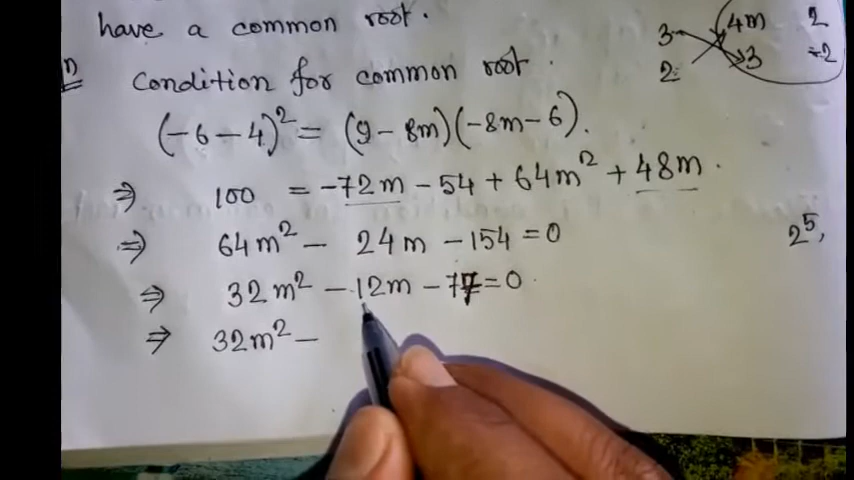 have a common root.
3 4m 2
2 3 -2
n Condition for common root.
(-6-4)² = (9-8m)(-8m-6).
⇒ 100 = -72m - 54 + 64m² + 48m.
⇒ 64m² - 24m - 154 = 0
2⁵,
⇒ 32m² - 12m - 77 = 0
⇒ 32m² -